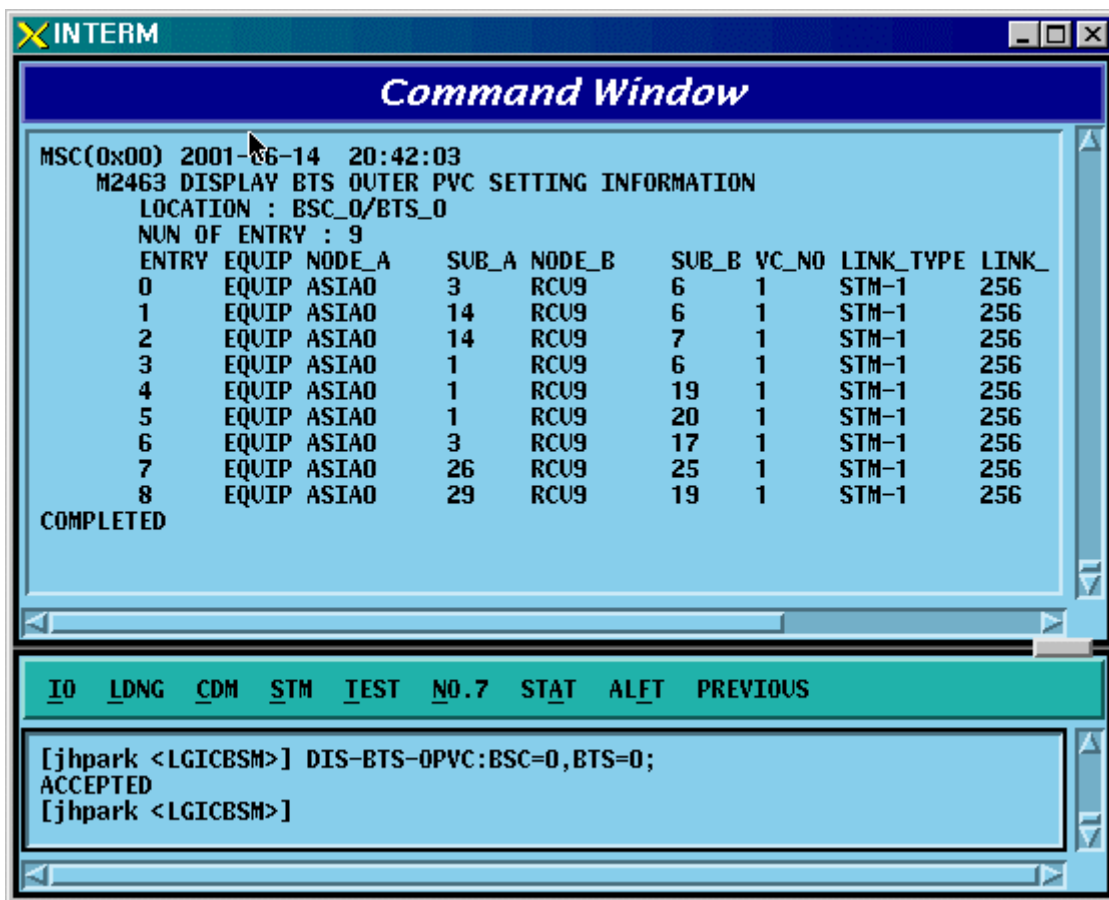 INTERM
Command Window
MSC(0x00) 2001-06-14 20:42:03
M2463 DISPLAY BTS OUTER PVC SETTING INFORMATION
LOCATION : BSC_0/BTS_0
NUN OF ENTRY : 9
ENTRY EQUIP NODE_A SUB_A NODE_B SUB_B VC_NO LINK_TYPE LINK_
0 EQUIP ASIA0 3 RCU9 6 1 STM-1 256
1 EQUIP ASIA0 14 RCU9 6 1 STM-1 256
2 EQUIP ASIA0 14 RCU9 7 1 STM-1 256
3 EQUIP ASIA0 1 RCU9 6 1 STM-1 256
4 EQUIP ASIA0 1 RCU9 19 1 STM-1 256
5 EQUIP ASIA0 1 RCU9 20 1 STM-1 256
6 EQUIP ASIA0 3 RCU9 17 1 STM-1 256
7 EQUIP ASIA0 26 RCU9 25 1 STM-1 256
8 EQUIP ASIA0 29 RCU9 19 1 STM-1 256
COMPLETED
IO LDNG CDM STM TEST NO.7 STAT ALFT PREVIOUS
[jhpark <LGICBSM>] DIS-BTS-OPVC:BSC=0,BTS=0;
ACCEPTED
[jhpark <LGICBSM>]